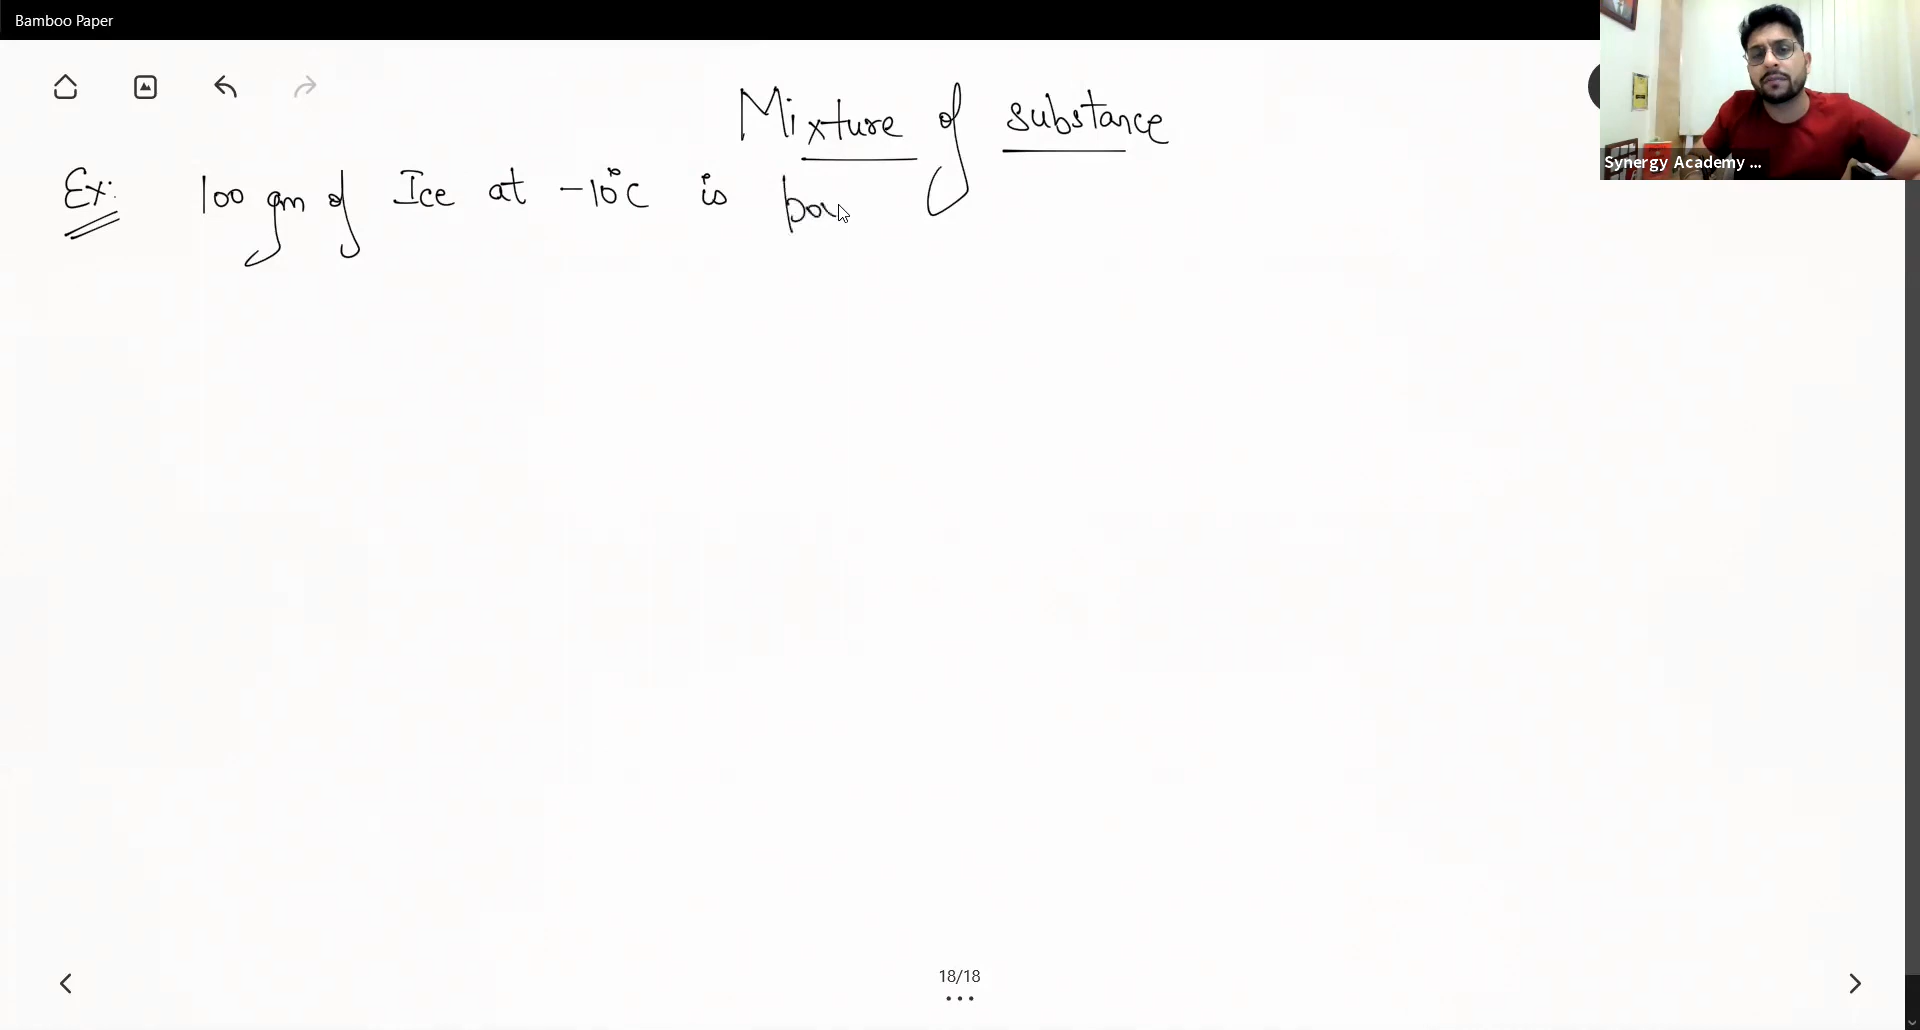 Bamboo Paper
Mixture of substance
Synergy Academy ...
Ex: 100 gm of Ice at -10°C is pou
18/18